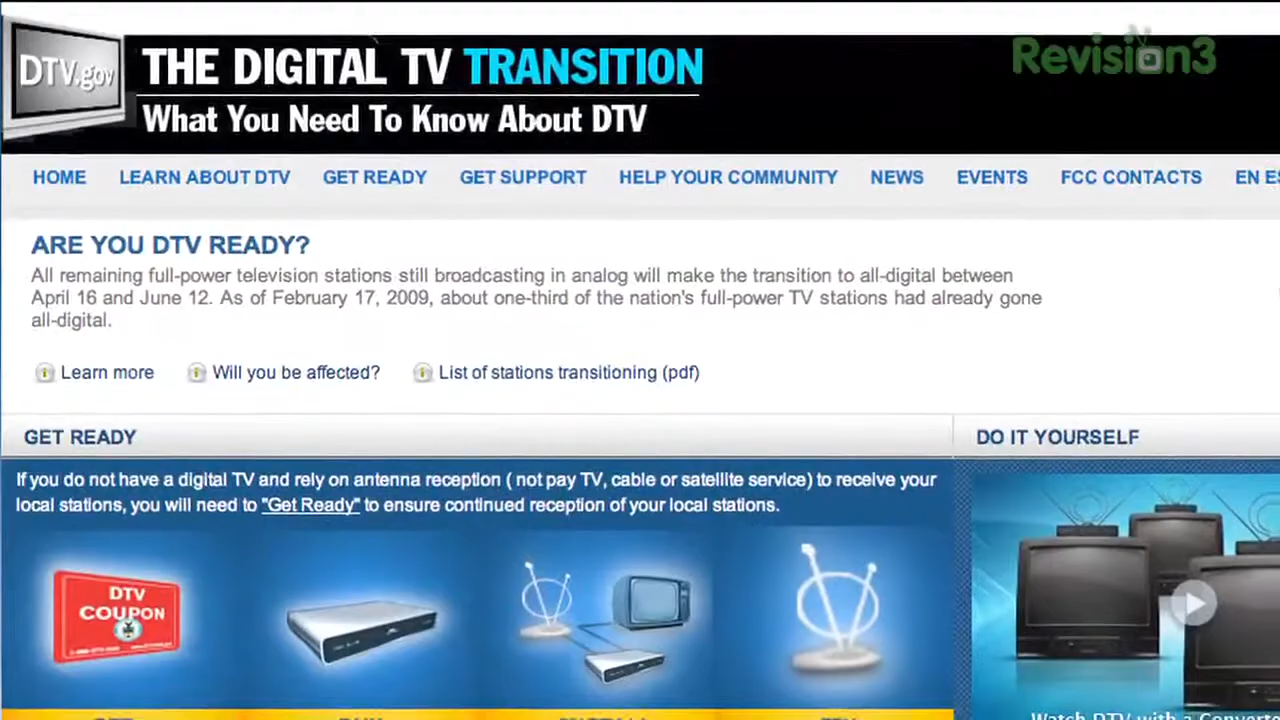 DTV.gov
THE DIGITAL TV TRANSITION
What You Need To Know About DTV
Revision3
HOME LEARN ABOUT DTV GET READY GET SUPPORT HELP YOUR COMMUNITY NEWS EVENTS FCC CONTACTS EN ES
ARE YOU DTV READY?
All remaining full-power television stations still broadcasting in analog will make the transition to all-digital between
April 16 and June 12. As of February 17, 2009, about one-third of the nation's full-power TV stations had already gone
all-digital.
Learn more Will you be affected? List of stations transitioning (pdf)
GET READY
DO IT YOURSELF
If you do not have a digital TV and rely on antenna reception ( not pay TV, cable or satellite service) to receive your
local stations, you will need to "Get Ready" to ensure continued reception of your local stations.
DTV
COUPON
Watch DTV with a